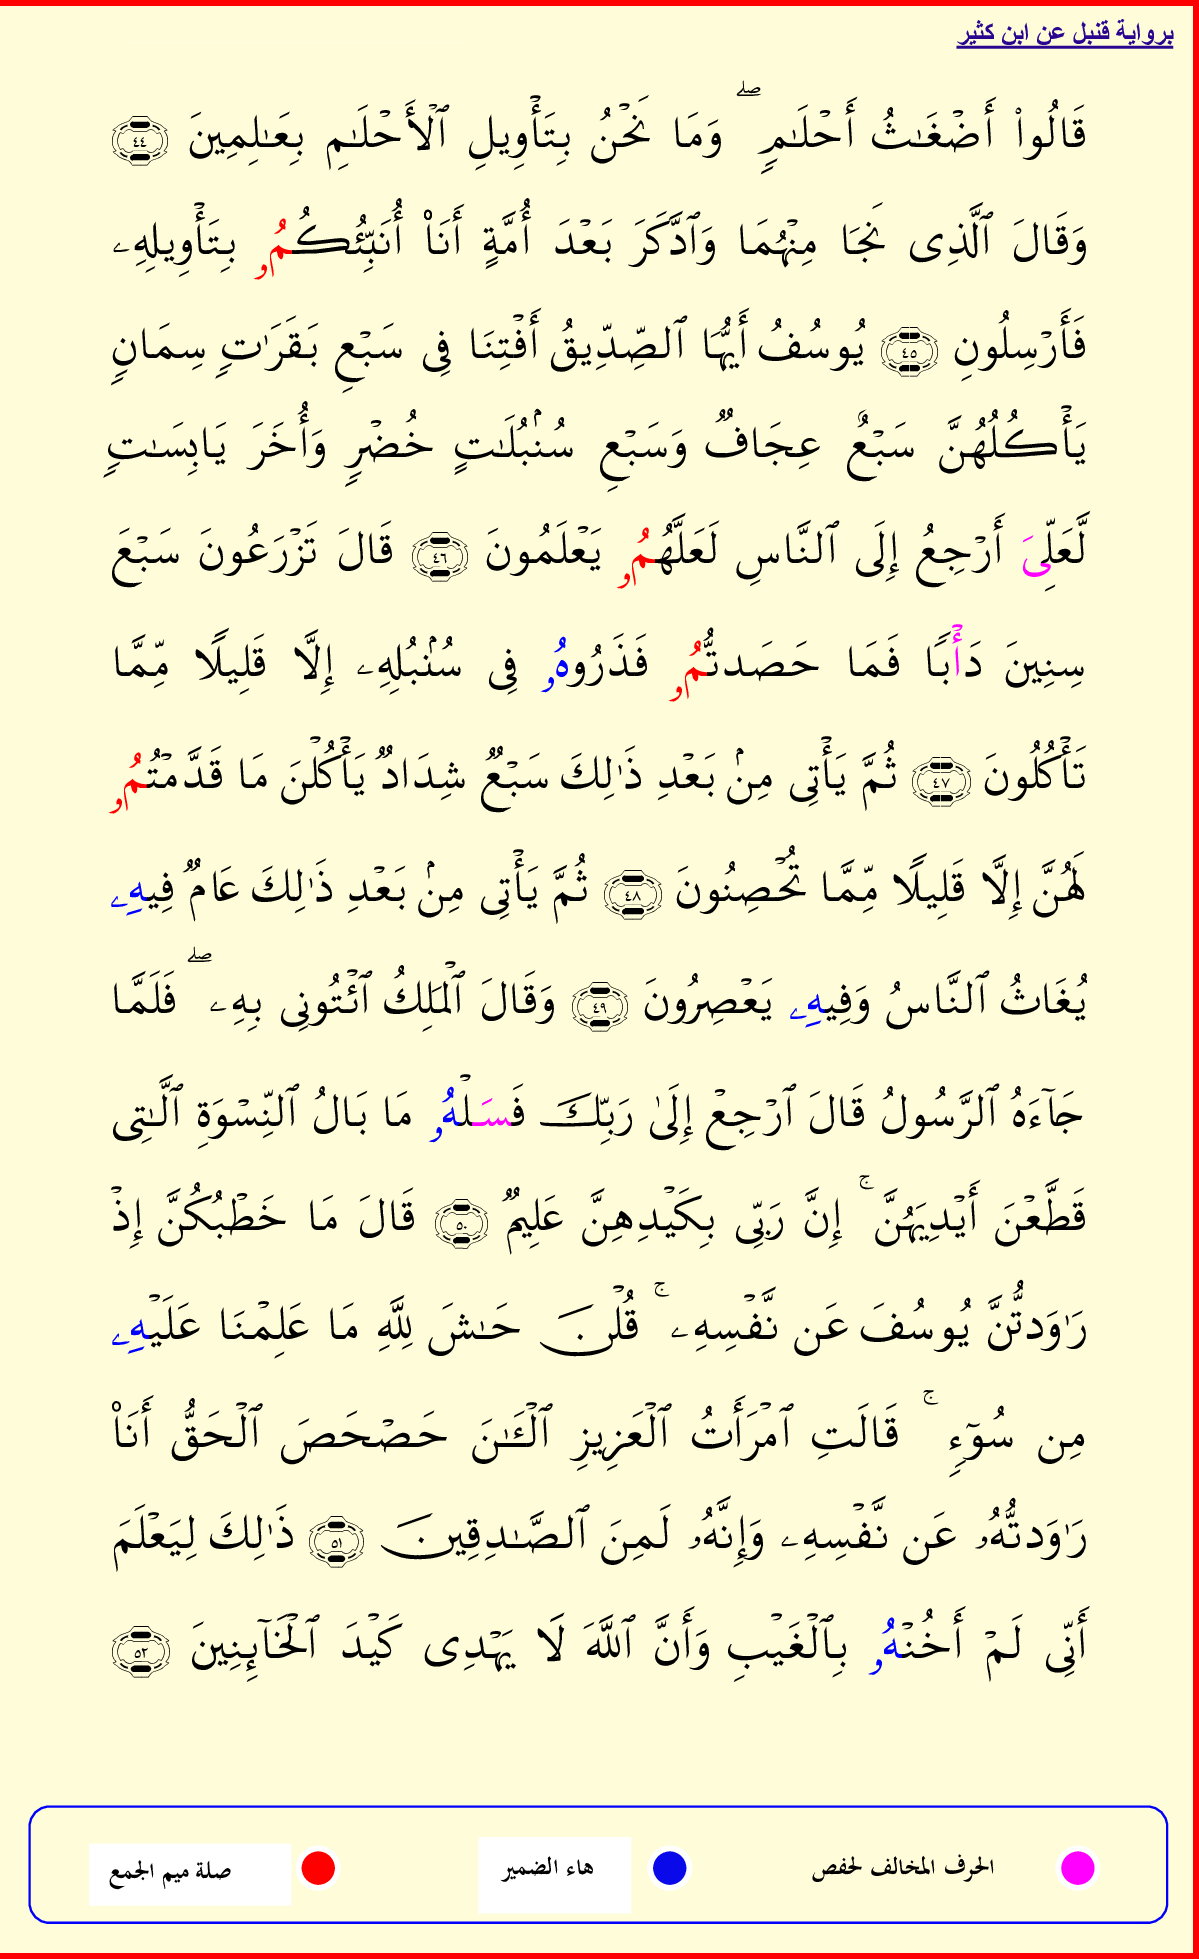 برواية قنبل عن ابن كثير
قَالُوا۟ أَضۡغَـٰثُ أَحۡلَـٰمࣲۖ وَمَا نَحۡنُ بِتَأۡوِيلِ ٱلۡأَحۡلَـٰمِ بِعَـٰلِمِينَ ٤٤
وَقَالَ ٱلَّذِى نَجَا مِنۡهُمَا وَٱدَّكَرَ بَعۡدَ أُمَّةٍ أَنَا۠ أُنَبِّئُكُمُۥ بِتَأۡوِيلِهِۦ
فَأَرۡسِلُونِ ٤٥ يُوسُفُ أَيُّهَا ٱلصِّدِّيقُ أَفۡتِنَا فِى سَبۡعِ بَقَرَٰتࣲ سِمَانࣲ
يَأۡكُلُهُنَّ سَبۡعٌ عِجَافࣱ وَسَبۡعِ سُنۢبُلَـٰتٍ خُضۡرࣲ وَأُخَرَ يَابِسَـٰتࣲ
لَّعَلِّىَ أَرۡجِعُ إِلَى ٱلنَّاسِ لَعَلَّهُمُۥ يَعۡلَمُونَ ٤٦ قَالَ تَزۡرَعُونَ سَبۡعَ
سِنِينَ دَأۡبࣰا فَمَا حَصَدتُّمُۥ فَذَرُوهُۥ فِى سُنۢبُلِهِۦ إِلَّا قَلِيلࣰا مِّمَّا
تَأۡكُلُونَ ٤٧ ثُمَّ يَأۡتِى مِنۢ بَعۡدِ ذَٰلِكَ سَبۡعࣱ شِدَادࣱ يَأۡكُلۡنَ مَا قَدَّمۡتُمُۥ
لَهُنَّ إِلَّا قَلِيلࣰا مِّمَّا تُحۡصِنُونَ ٤٨ ثُمَّ يَأۡتِى مِنۢ بَعۡدِ ذَٰلِكَ عَامࣱ فِيهِۦ
يُغَاثُ ٱلنَّاسُ وَفِيهِۦ يَعۡصِرُونَ ٤٩ وَقَالَ ٱلۡمَلِكُ ٱئۡتُونِى بِهِۦۖ فَلَمَّا
جَآءَهُ ٱلرَّسُولُ قَالَ ٱرۡجِعۡ إِلَىٰ رَبِّكَ فَسَلۡهُۥ مَا بَالُ ٱلنِّسۡوَةِ ٱلَّـٰتِى
قَطَّعۡنَ أَيۡدِيَهُنَّۚ إِنَّ رَبِّى بِكَيۡدِهِنَّ عَلِيمࣱ ٥٠ قَالَ مَا خَطۡبُكُنَّ إِذۡ
رَٰوَدتُّنَّ يُوسُفَ عَن نَّفۡسِهِۦۚ قُلۡنَ حَـٰشَ لِلَّهِ مَا عَلِمۡنَا عَلَيۡهِۦ
مِن سُوٓءࣲۚ قَالَتِ ٱمۡرَأَتُ ٱلۡعَزِيزِ ٱلۡـَٔـٰنَ حَصۡحَصَ ٱلۡحَقُّ أَنَا۠
رَٰوَدتُّهُۥ عَن نَّفۡسِهِۦ وَإِنَّهُۥ لَمِنَ ٱلصَّـٰدِقِينَ ٥١ ذَٰلِكَ لِيَعۡلَمَ
أَنِّى لَمۡ أَخُنۡهُۥ بِٱلۡغَيۡبِ وَأَنَّ ٱللَّهَ لَا يَهۡدِى كَيۡدَ ٱلۡخَآئِنِينَ ٥٢
الحرف المخالف لحفص هاء الضمير صلة ميم الجمع